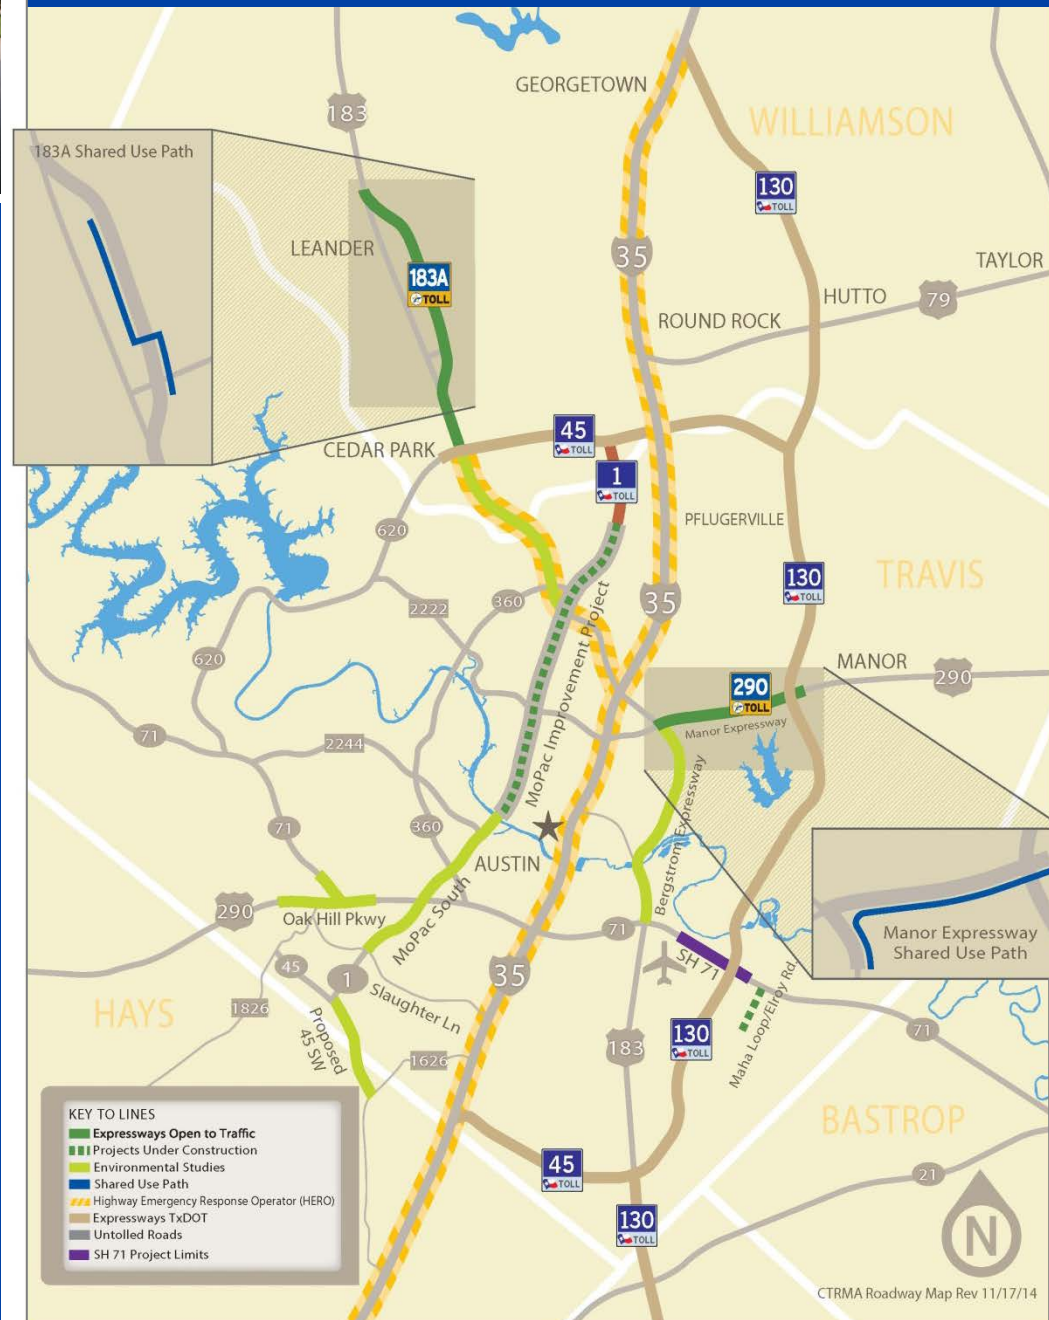 GEORGETOWN
WILLIAMSON
183
183A Shared Use Path
130
TOLL
LEANDER
35
TAYLOR
183A
TOLL
HUTTO
79
ROUND ROCK
45
TOLL
CEDAR PARK
1
TOLL
PFLUGERVILLE
620
TRAVIS
130
TOLL
2222
360
35
MoPac Improvement Project
620
MANOR
290
290
TOLL
Manor Expressway
71
2244
Bergstrom Expressway
71
360
AUSTIN
290
Oak Hill Pkwy
MoPac South
71
Manor Expressway
Shared Use Path
SH 71
45
1
35
Slaughter Ln
HAYS
1826
Proposed
45 SW
Maha Loop/Elroy Rd.
71
183
130
TOLL
1626
BASTROP
KEY TO LINES
Expressways Open to Traffic
Projects Under Construction
Environmental Studies
Shared Use Path
Highway Emergency Response Operator (HERO)
Expressways TxDOT
Untolled Roads
SH 71 Project Limits
45
TOLL
21
130
TOLL
N
CTRMA Roadway Map Rev 11/17/14